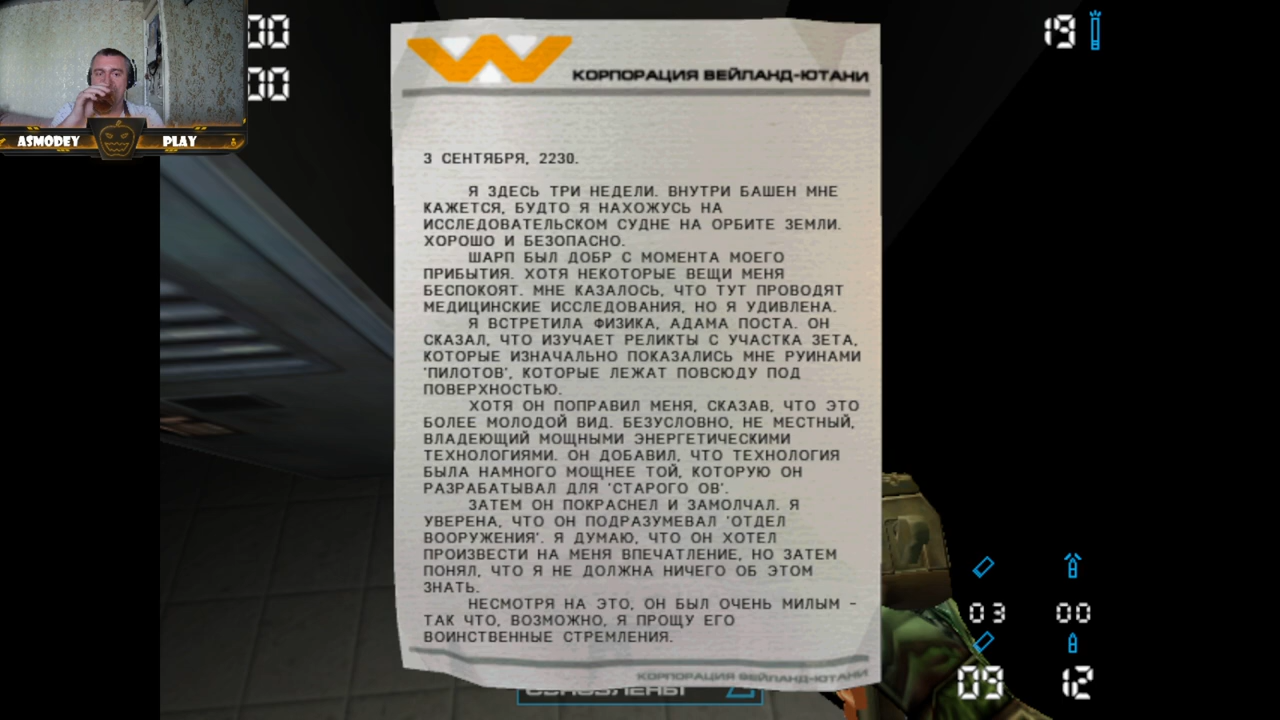 00
19
00
ASMODEY PLAY
КОРПОРАЦИЯ ВЕЙЛАНД-ЮТАНИ
3 СЕНТЯБРЯ, 2230.
Я ЗДЕСЬ ТРИ НЕДЕЛИ. ВНУТРИ БАШЕН МНЕ
КАЖЕТСЯ, БУДТО Я НАХОЖУСЬ НА
ИССЛЕДОВАТЕЛЬСКОМ СУДНЕ НА ОРБИТЕ ЗЕМЛИ.
ХОРОШО И БЕЗОПАСНО.
ШАРП БЫЛ ДОБР С МОМЕНТА МОЕГО
ПРИБЫТИЯ. ХОТЯ НЕКОТОРЫЕ ВЕЩИ МЕНЯ
БЕСПОКОЯТ. МНЕ КАЗАЛОСЬ, ЧТО ТУТ ПРОВОДЯТ
МЕДИЦИНСКИЕ ИССЛЕДОВАНИЯ, НО Я УДИВЛЕНА.
Я ВСТРЕТИЛА ФИЗИКА, АДАМА ПОСТА. ОН
СКАЗАЛ, ЧТО ИЗУЧАЕТ РЕЛИКТЫ С УЧАСТКА ЗЕТА,
КОТОРЫЕ ИЗНАЧАЛЬНО ПОКАЗАЛИСЬ МНЕ РУИНАМИ
'ПИЛОТОВ', КОТОРЫЕ ЛЕЖАТ ПОВСЮДУ ПОД
ПОВЕРХНОСТЬЮ.
ХОТЯ ОН ПОПРАВИЛ МЕНЯ, СКАЗАВ, ЧТО ЭТО
БОЛЕЕ МОЛОДОЙ ВИД. БЕЗУСЛОВНО, НЕ МЕСТНЫЙ,
ВЛАДЕЮЩИЙ МОЩНЫМИ ЭНЕРГЕТИЧЕСКИМИ
ТЕХНОЛОГИЯМИ. ОН ДОБАВИЛ, ЧТО ТЕХНОЛОГИЯ
БЫЛА НАМНОГО МОЩНЕЕ ТОЙ, КОТОРУЮ ОН
РАЗРАБАТЫВАЛ ДЛЯ 'СТАРОГО ОВ'.
ЗАТЕМ ОН ПОКРАСНЕЛ И ЗАМОЛЧАЛ. Я
УВЕРЕНА, ЧТО ОН ПОДРАЗУМЕВАЛ 'ОТДЕЛ
ВООРУЖЕНИЯ'. Я ДУМАЮ, ЧТО ОН ХОТЕЛ
ПРОИЗВЕСТИ НА МЕНЯ ВПЕЧАТЛЕНИЕ, НО ЗАТЕМ
ПОНЯЛ, ЧТО Я НЕ ДОЛЖНА НИЧЕГО ОБ ЭТОМ
ЗНАТЬ.
НЕСМОТРЯ НА ЭТО, ОН БЫЛ ОЧЕНЬ МИЛЫМ -
ТАК ЧТО, ВОЗМОЖНО, Я ПРОЩУ ЕГО
ВОИНСТВЕННЫЕ СТРЕМЛЕНИЯ.
КОРПОРАЦИЯ ВЕЙЛАНД-ЮТАНИ
03 00
09 12